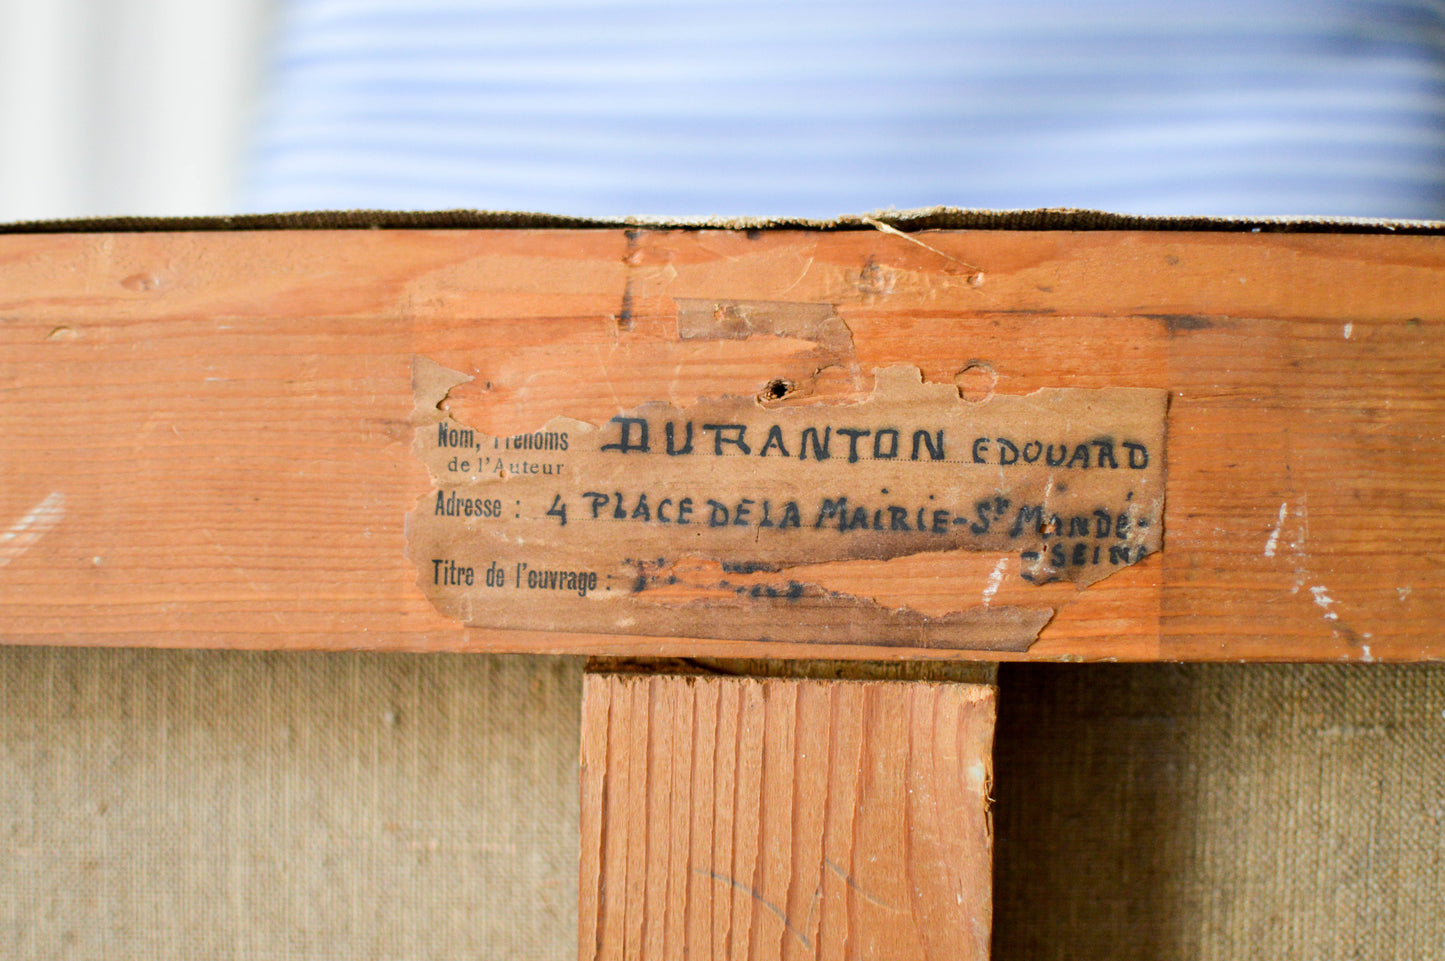 Nom, Prénoms DURANTON EDOUARD
de l'Auteur
Adresse : 4 PLACE DE LA MAIRIE-St MANDÉ-
-SEINE
Titre de l'ouvrage :